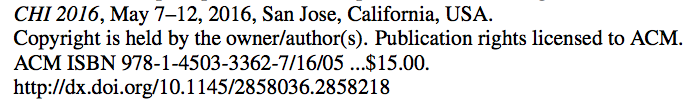 CHI 2016, May 7–12, 2016, San Jose, California, USA.
Copyright is held by the owner/author(s). Publication rights licensed to ACM.
ACM ISBN 978-1-4503-3362-7/16/05 ...$15.00.
http://dx.doi.org/10.1145/2858036.2858218